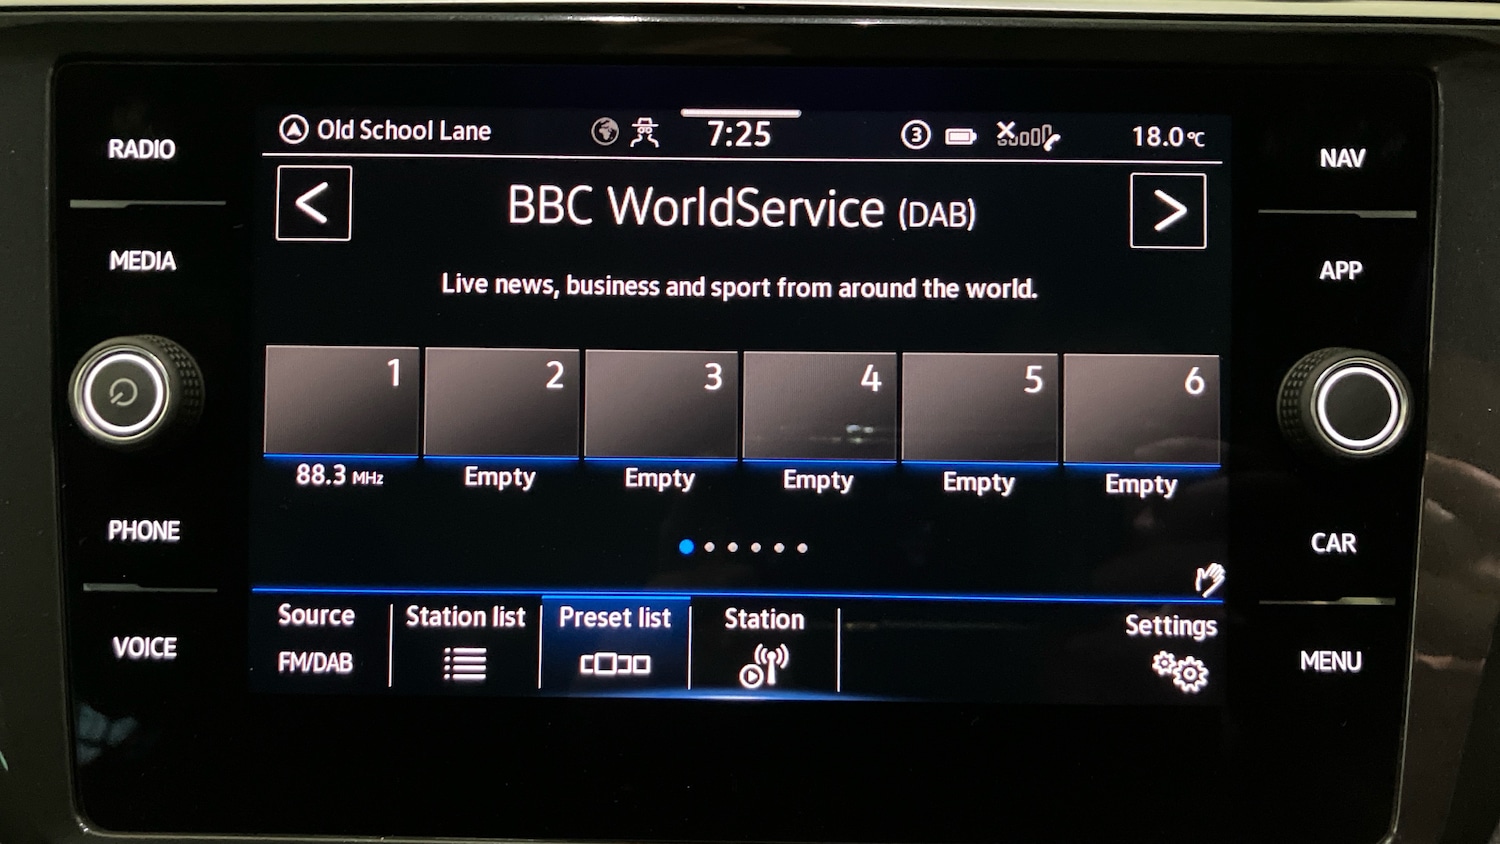 RADIO
MEDIA
PHONE
VOICE
Old School Lane
7:25
3
18.0°C
<
BBC WorldService (DAB)
>
Live news, business and sport from around the world.
1
2
3
4
5
6
88.3 MHz
Empty
Empty
Empty
Empty
Empty
Source
FM/DAB
Station list
Preset list
Station
Settings
NAV
APP
CAR
MENU